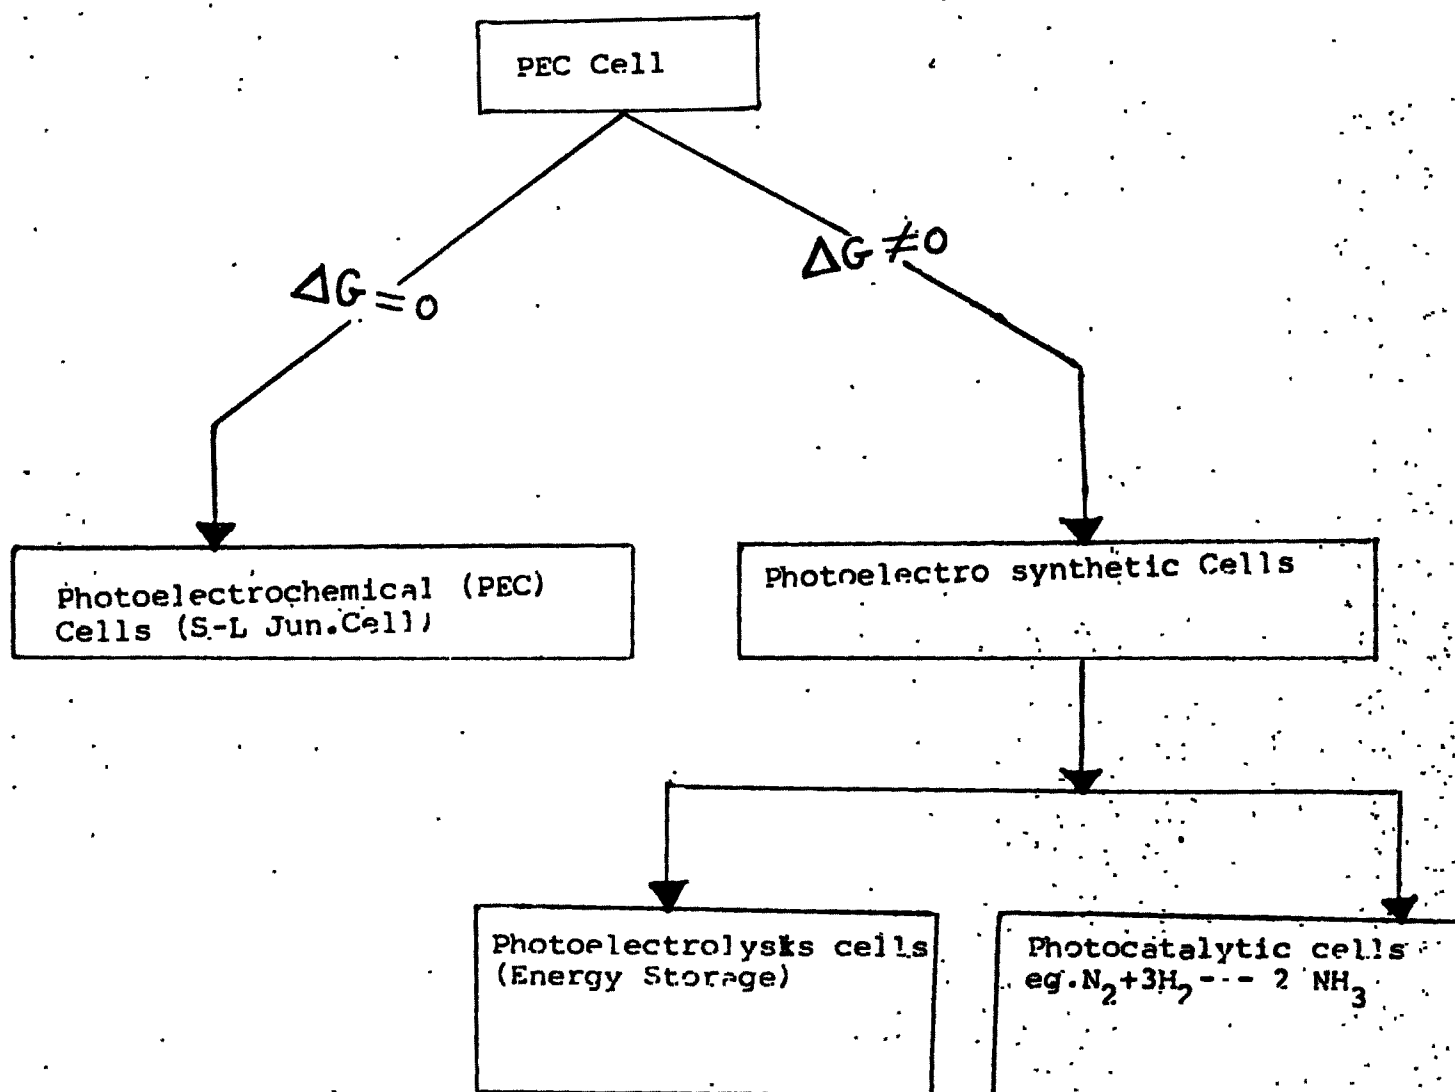 PEC Cell
ΔG = 0
ΔG ≠ 0
Photoelectrochemical (PEC)
Cells (S-L Jun.Cell)
Photoelectro synthetic Cells
Photoelectrolysis cells
(Energy Storage)
Photocatalytic cells
eg.N₂+3H₂--- 2 NH₃